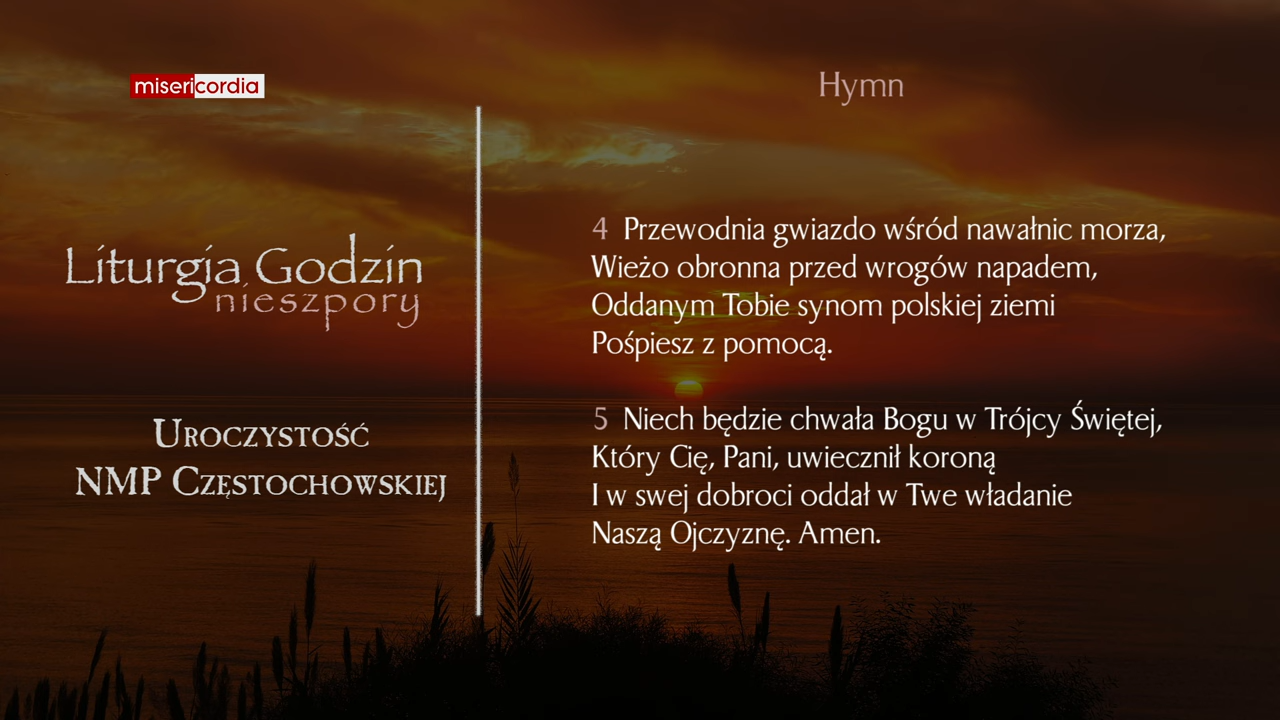 misericordia
Liturgia Godzin
nieszpory
Uroczystość
NMP Częstochowskiej
Hymn
4 Przewodnia gwiazdo wśród nawałnic morza,
Wieżo obronna przed wrogów napadem,
Oddanym Tobie synom polskiej ziemi
Pośpiesz z pomocą.
5 Niech będzie chwała Bogu w Trójcy Świętej,
Który Cię, Pani, uwiecznił koroną
I w swej dobroci oddał w Twe władanie
Naszą Ojczyznę. Amen.